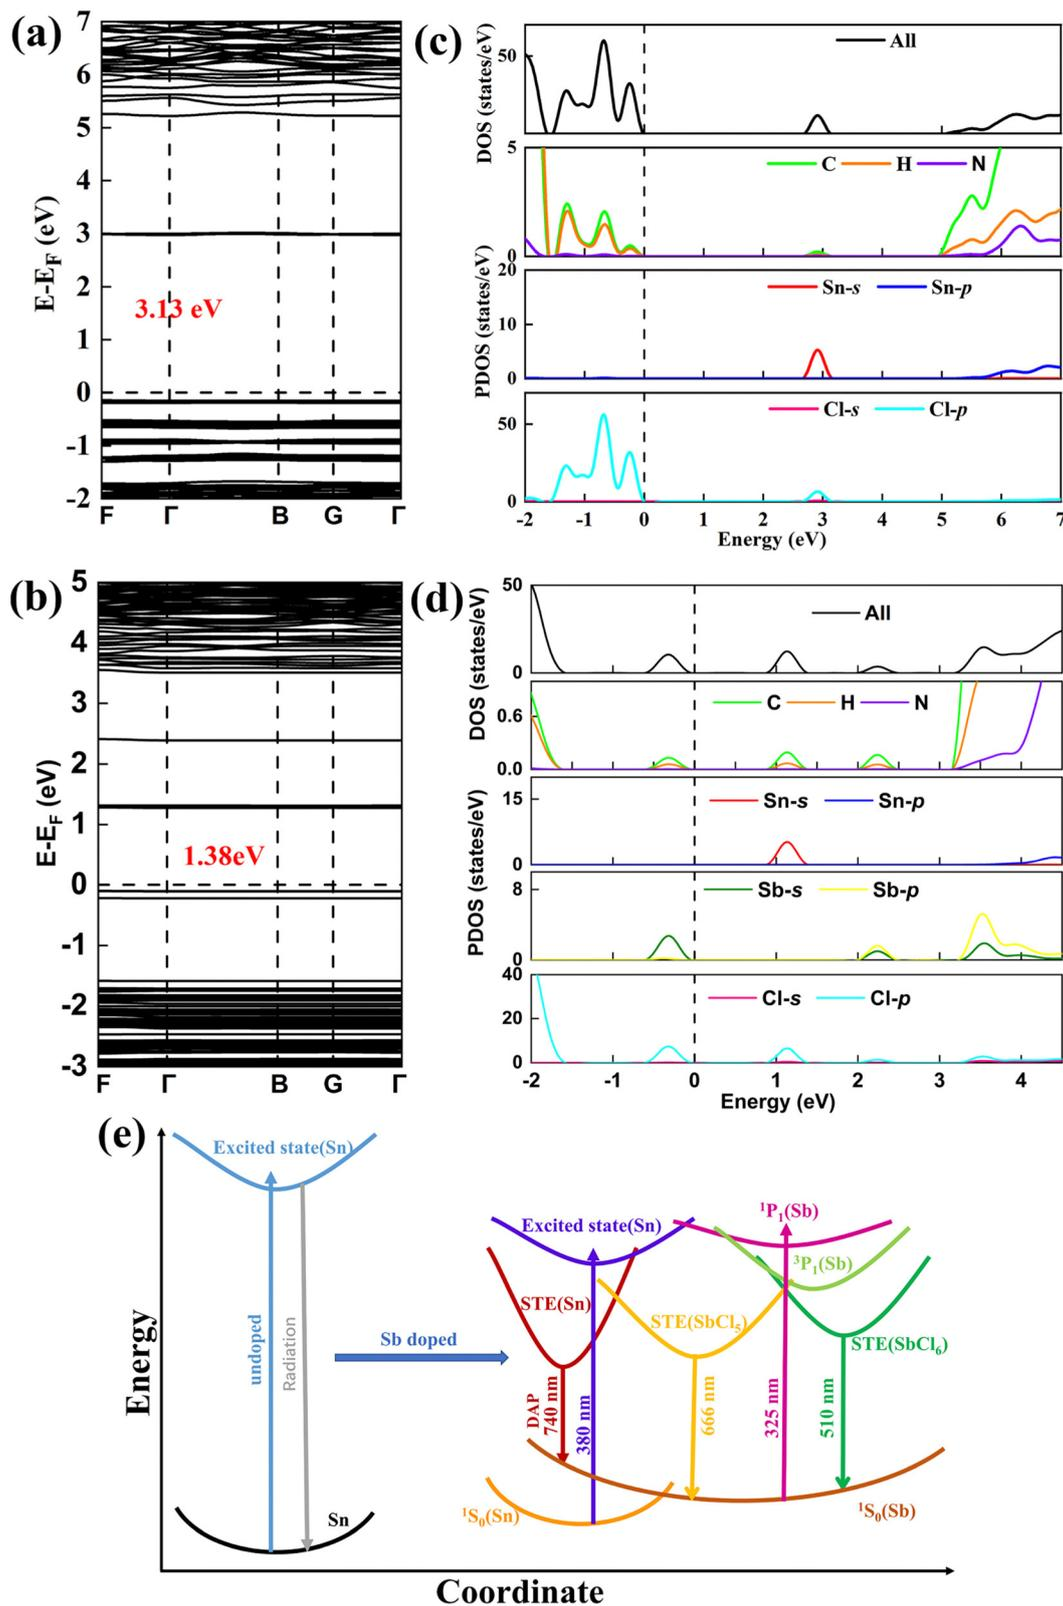 (a)
7
6
5
4
3
2
1
0
-1
-2
E-E_F (eV)
3.13 eV
F Γ B G Γ
(c)
DOS (states/eV)
50
All
5
0
C H N
PDOS (states/eV)
20
10
0
Sn-s Sn-p
50
0
Cl-s Cl-p
-2 -1 0 1 2 3 4 5 6 7
Energy (eV)
(b)
5
4
3
2
1
0
-1
-2
-3
E-E_F (eV)
1.38eV
F Γ B G Γ
(d)
DOS (states/eV)
50
0
All
0.6
0.0
C H N
PDOS (states/eV)
15
0
Sn-s Sn-p
8
0
Sb-s Sb-p
40
20
0
Cl-s Cl-p
-2 -1 0 1 2 3 4
Energy (eV)
(e)
Energy
Excited state(Sn)
undoped
Radiation
Sn
Sb doped
Excited state(Sn)
¹P₁(Sb)
³P₁(Sb)
STE(Sn)
STE(SbCl₅)
STE(SbCl₆)
DAP
740 nm
380 nm
666 nm
325 nm
510 nm
¹S₀(Sn)
¹S₀(Sb)
Coordinate